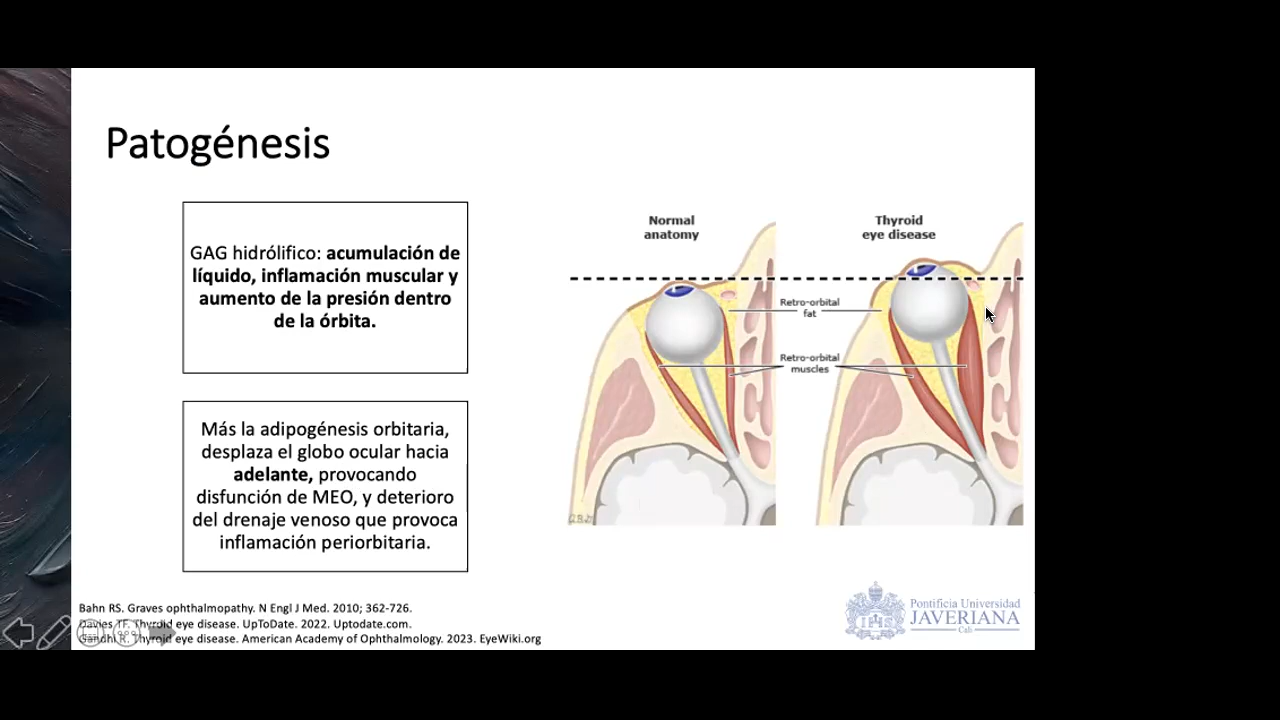 Patogénesis
GAG hidrólifico: acumulación de
líquido, inflamación muscular y
aumento de la presión dentro
de la órbita.
Más la adipogénesis orbitaria,
desplaza el globo ocular hacia
adelante, provocando
disfunción de MEO, y deterioro
del drenaje venoso que provoca
inflamación periorbitaria.
Normal
anatomy
Thyroid
eye disease
Retro-orbital
fat
Retro-orbital
muscles
Bahn RS. Graves ophthalmopathy. N Engl J Med. 2010; 362-726.
Davies TF. Thyroid eye disease. UpToDate. 2022. Uptodate.com.
Gandhi R. Thyroid eye disease. American Academy of Ophthalmology. 2023. EyeWiki.org
Pontificia Universidad
JAVERIANA
Cali